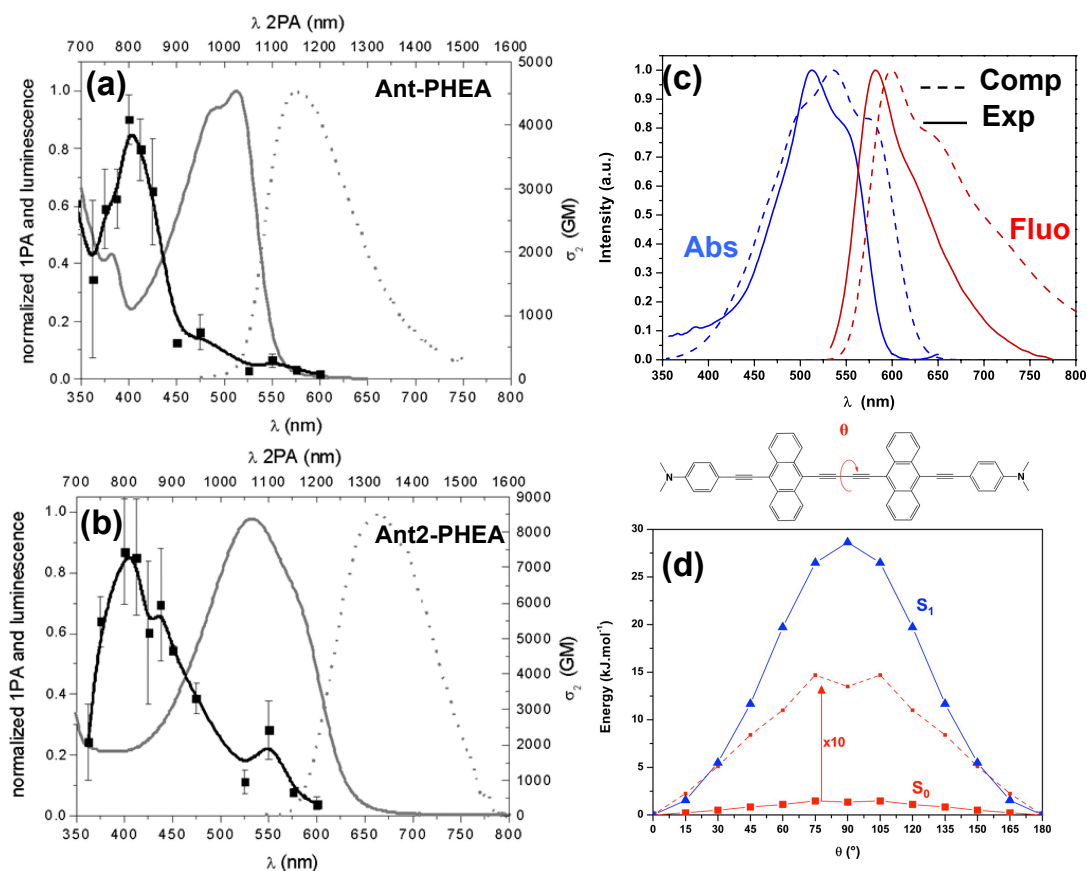 λ 2PA (nm)
700 800 900 1000 1100 1200 1300 1400 1500 1600
(a)
Ant-PHEA
normalized 1PA and luminescence
1.0
0.8
0.6
0.4
0.2
0.0
5000
4000
3000
2000
1000
0
σ2 (GM)
350 400 450 500 550 600 650 700 750 800
λ (nm)
λ 2PA (nm)
700 800 900 1000 1100 1200 1300 1400 1500 1600
(b)
Ant2-PHEA
normalized 1PA and luminescence
1.0
0.8
0.6
0.4
0.2
0.0
9000
8000
7000
6000
5000
4000
3000
2000
1000
0
σ2 (GM)
350 400 450 500 550 600 650 700 750 800
λ (nm)
(c)
Comp
Exp
Abs
Fluo
Intensity (a.u.)
1.0
0.9
0.8
0.7
0.6
0.5
0.4
0.3
0.2
0.1
0.0
350 400 450 500 550 600 650 700 750 800
λ (nm)
θ
N
N
(d)
S1
x10
S0
Energy (kJ.mol-1)
30
25
20
15
10
5
0
0 15 30 45 60 75 90 105 120 135 150 165 180
θ (°)